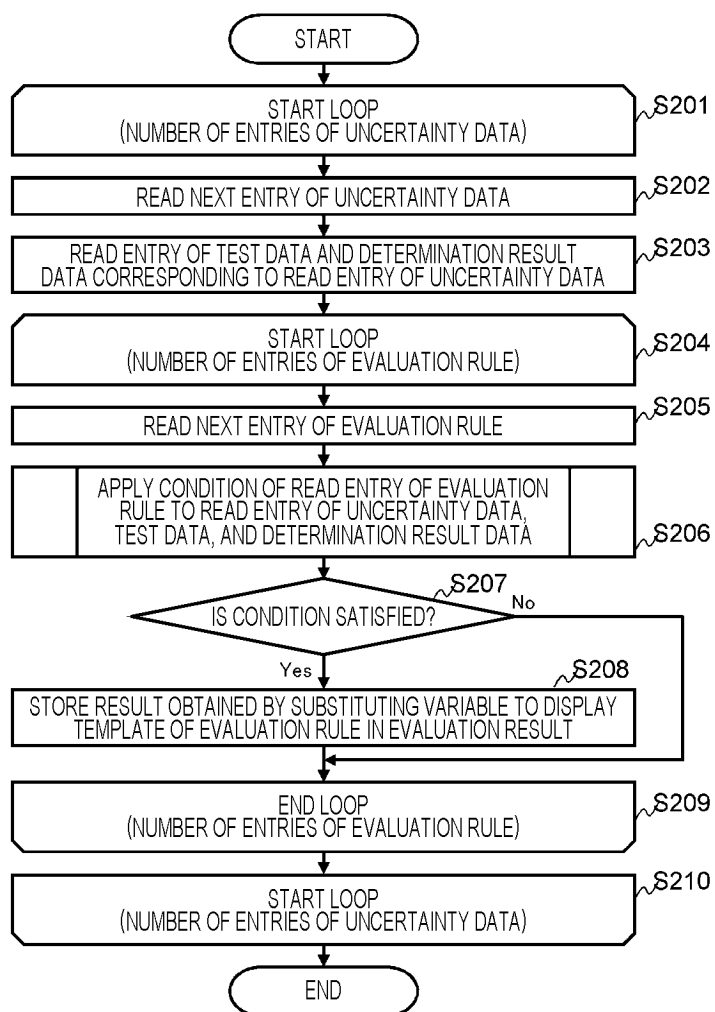 START
START LOOP
(NUMBER OF ENTRIES OF UNCERTAINTY DATA)
S201
READ NEXT ENTRY OF UNCERTAINTY DATA
S202
READ ENTRY OF TEST DATA AND DETERMINATION RESULT
DATA CORRESPONDING TO READ ENTRY OF UNCERTAINTY DATA
S203
START LOOP
(NUMBER OF ENTRIES OF EVALUATION RULE)
S204
READ NEXT ENTRY OF EVALUATION RULE
S205
APPLY CONDITION OF READ ENTRY OF EVALUATION
RULE TO READ ENTRY OF UNCERTAINTY DATA,
TEST DATA, AND DETERMINATION RESULT DATA
S206
S207
IS CONDITION SATISFIED?
No
Yes
S208
STORE RESULT OBTAINED BY SUBSTITUTING VARIABLE TO DISPLAY
TEMPLATE OF EVALUATION RULE IN EVALUATION RESULT
END LOOP
(NUMBER OF ENTRIES OF EVALUATION RULE)
S209
START LOOP
(NUMBER OF ENTRIES OF UNCERTAINTY DATA)
S210
END